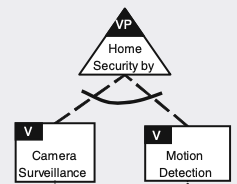 VP
Home
Security by
V
Camera
Surveillance
V
Motion
Detection